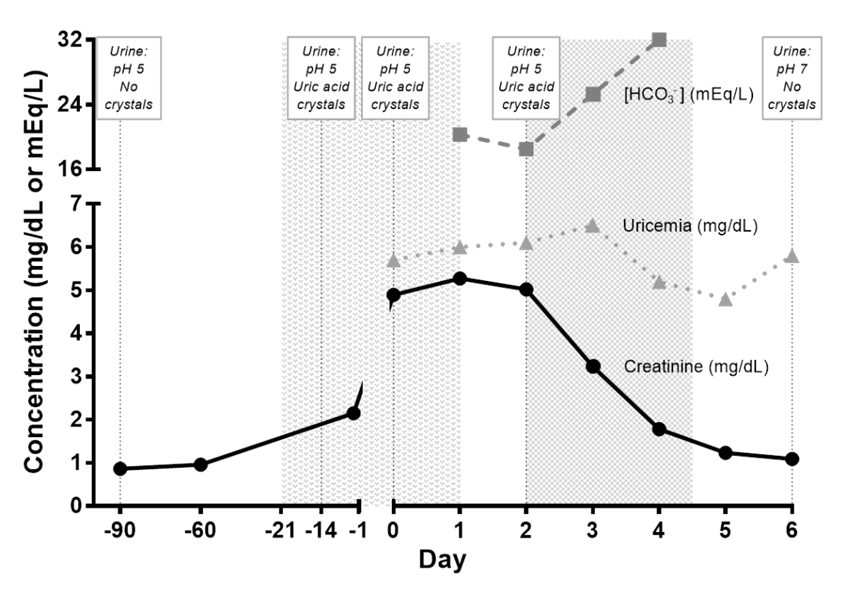 Concentration (mg/dL or mEq/L)
32
24
16
7
6
5
4
3
2
1
0
Urine:
pH 5
No
crystals
Urine:
pH 5
Uric acid
crystals
Urine:
pH 5
Uric acid
crystals
Urine:
pH 5
Uric acid
crystals
Urine:
pH 7
No
crystals
[HCO₃⁻] (mEq/L)
Uricemia (mg/dL)
Creatinine (mg/dL)
-90 -60 -21 -14 -1 0 1 2 3 4 5 6
Day